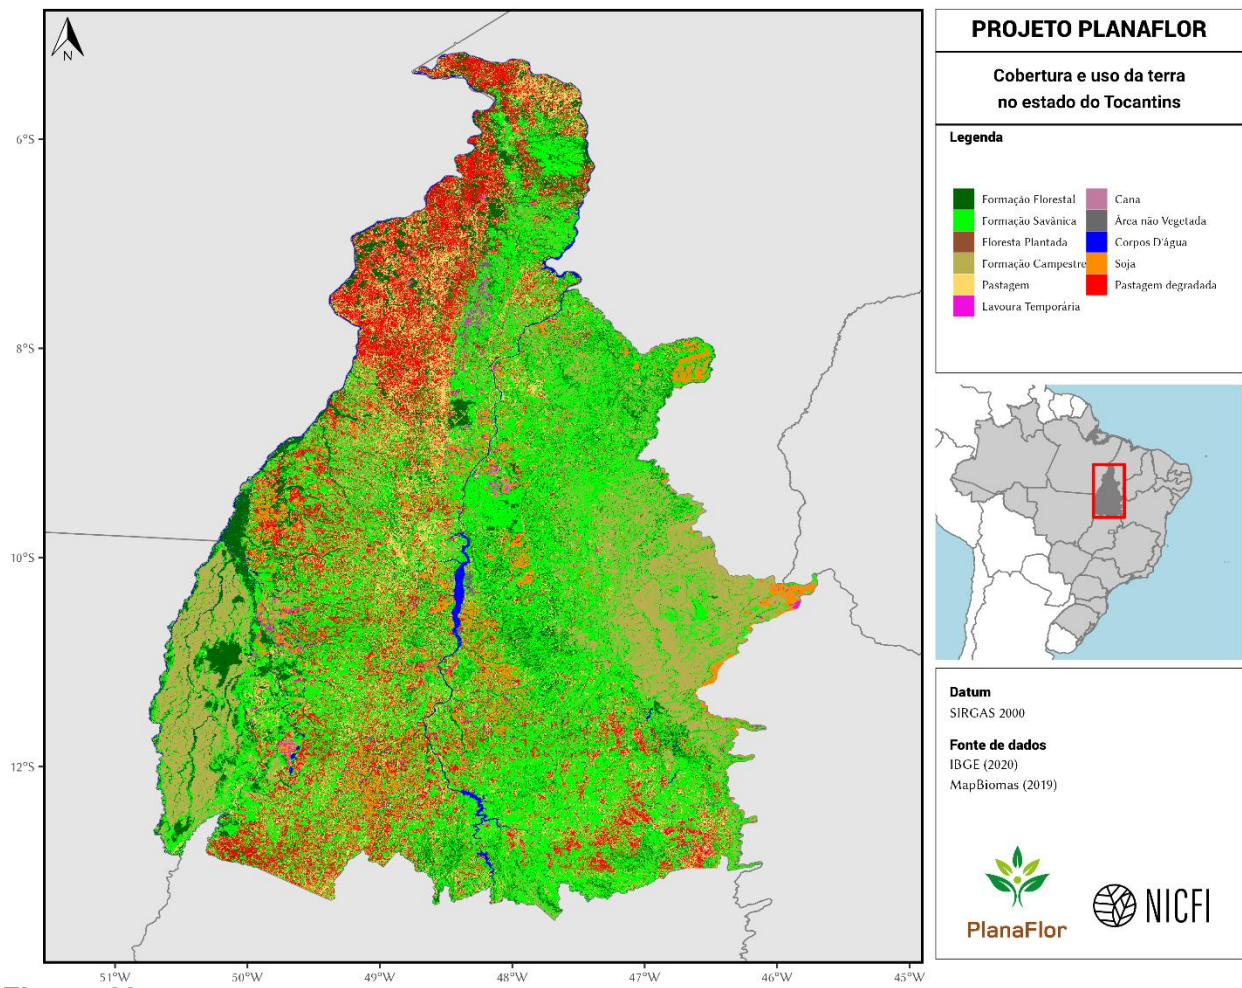 N
6°S
8°S
10°S
12°S
51°W
50°W
49°W
48°W
47°W
46°W
45°W
PROJETO PLANAFLOR
Cobertura e uso da terra
no estado do Tocantins
Legenda
Formação Florestal
Formação Savânica
Floresta Plantada
Formação Campestre
Pastagem
Lavoura Temporária
Cana
Área não Vegetada
Corpos D'água
Soja
Pastagem degradada
Datum
SIRGAS 2000
Fonte de dados
IBGE (2020)
MapBiomas (2019)
PlanaFlor
NICFI